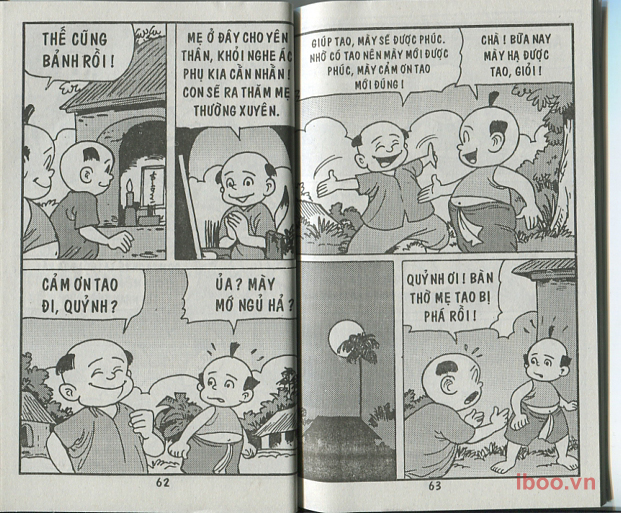 THẾ CŨNG
BẢNH RỒI !
MẸ Ở ĐÂY CHO YÊN
THÂN, KHỎI NGHE ÁC
PHỤ KIA CẰN NHẰN !
CON SẼ RA THĂM MẸ
THƯỜNG XUYÊN.
CẢM ƠN TAO
ĐI, QUỲNH ?
ỦA ? MÀY
MỚ NGỦ HẢ ?
62
GIÚP TAO, MÀY SẼ ĐƯỢC PHÚC.
NHỜ CÓ TAO NÊN MÀY MỚI ĐƯỢC
PHÚC, MÀY CẢM ƠN TAO
MỚI ĐÚNG !
CHÀ ! BỮA NAY
MÀY HẠ ĐƯỢC
TAO, GIỎI !
QUỲNH ƠI ! BÀN
THỜ MẸ TAO BỊ
PHÁ RỒI !
63
lboo.vn